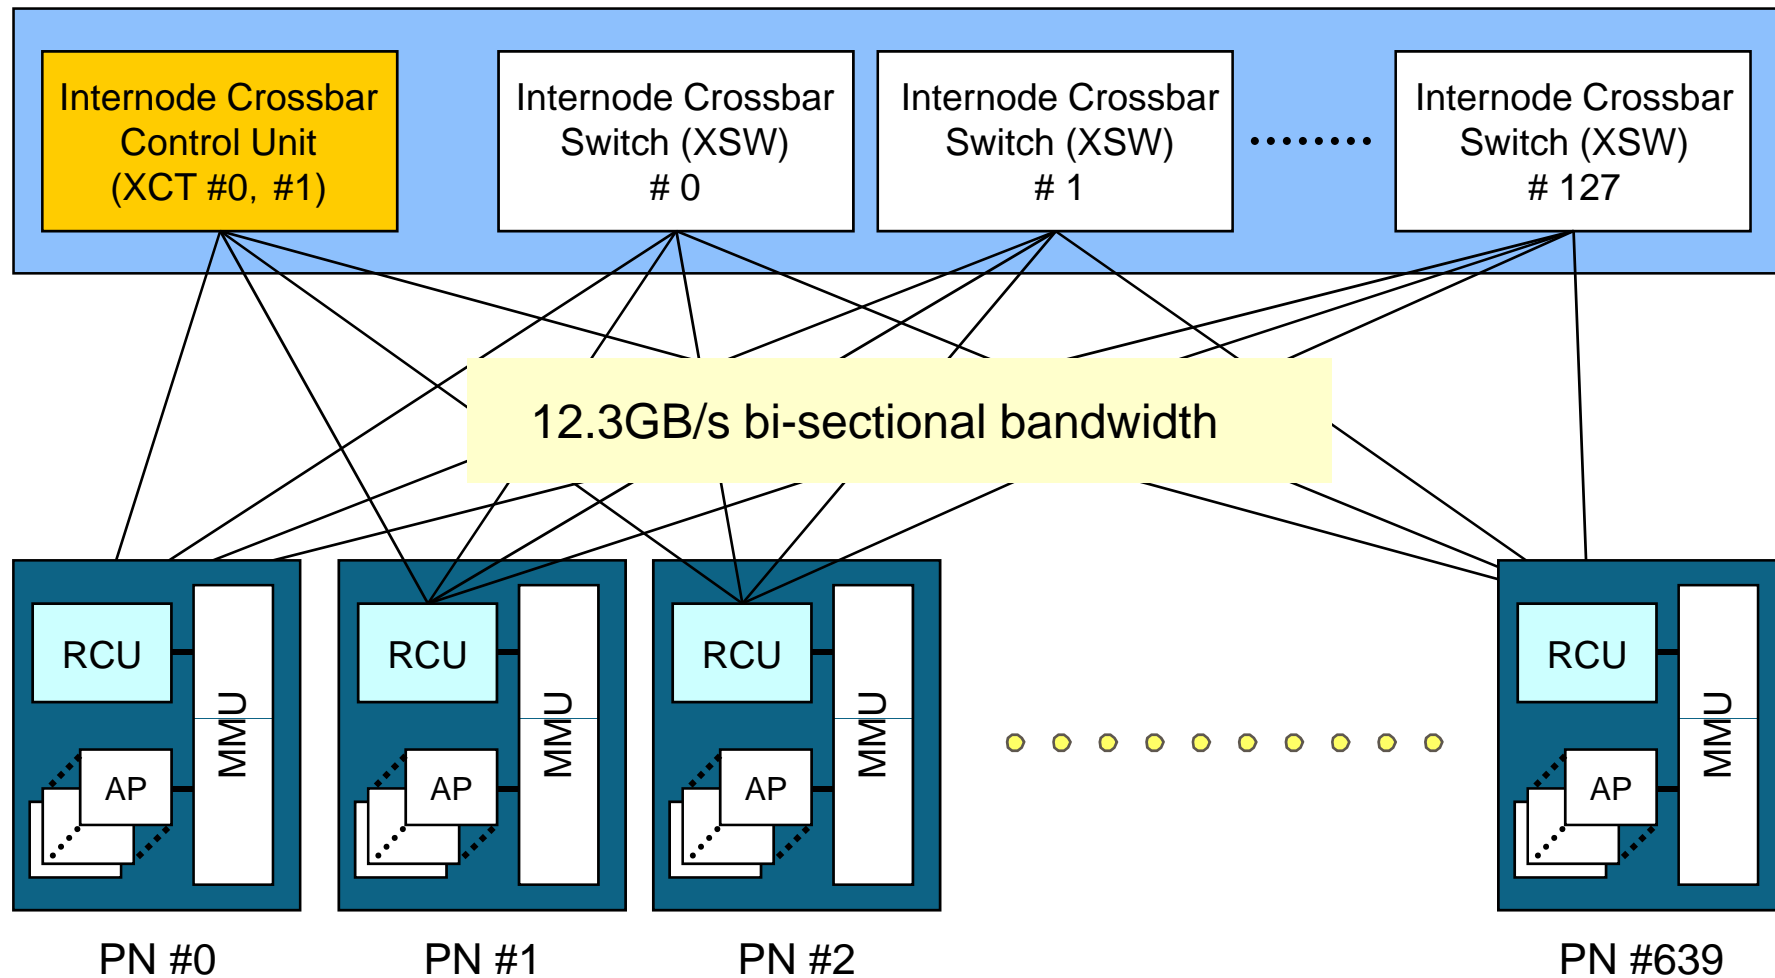 Internode Crossbar
Control Unit
(XCT #0, #1)
Internode Crossbar
Switch (XSW)
# 0
Internode Crossbar
Switch (XSW)
# 1
Internode Crossbar
Switch (XSW)
# 127
12.3GB/s bi-sectional bandwidth
RCU
MMU
AP
RCU
MMU
AP
RCU
MMU
AP
RCU
MMU
AP
PN #0
PN #1
PN #2
PN #639